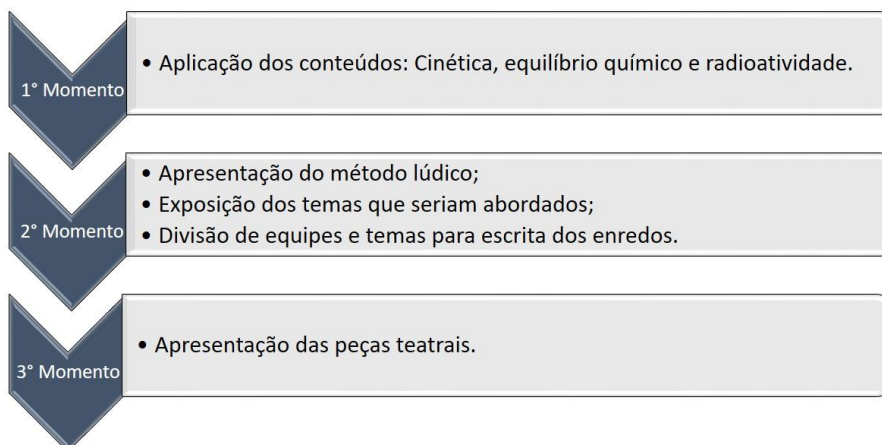 1° Momento
• Aplicação dos conteúdos: Cinética, equilíbrio químico e radioatividade.
2° Momento
• Apresentação do método lúdico;
• Exposição dos temas que seriam abordados;
• Divisão de equipes e temas para escrita dos enredos.
3° Momento
• Apresentação das peças teatrais.